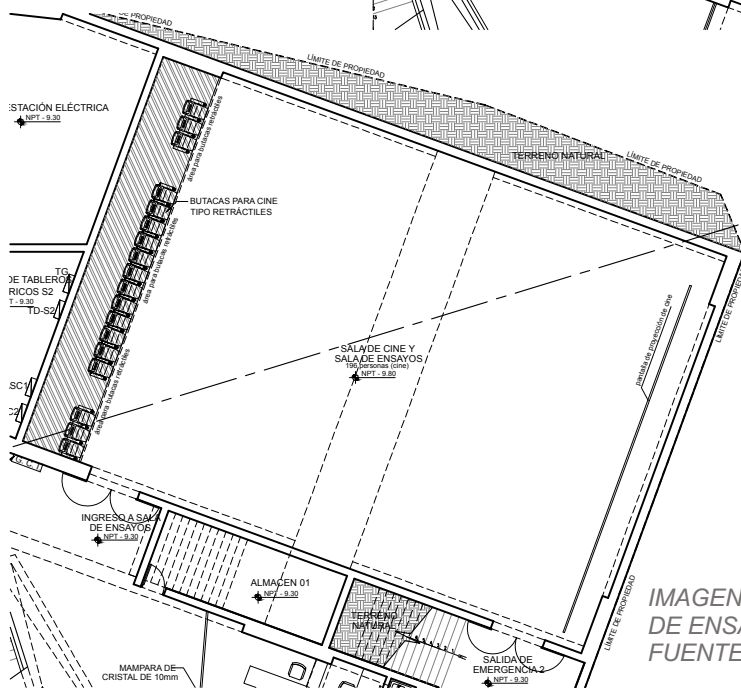 DE PROPIEDAD
LÍMITE DE PROPIEDAD
TERRENO NATURAL
LÍMITE DE PROPIEDAD
ESTACIÓN ELÉCTRICA
NPT - 9.30
área para butacas retráctiles
BUTACAS PARA CINE
TIPO RETRÁCTILES
área para butacas retráctiles
área para butacas retráctiles
LÍMITE DE PROPIEDAD
TG
DE TABLEROS
RICOS S2
T - 9.30
TD-S2
pantalla de proyección de cine
SALA DE CINE Y
SALA DE ENSAYOS
196 personas (cine)
NPT - 9.80
SC1
C2
área para butacas retráctiles
G. C. I
INGRESO A SALA
DE ENSAYOS
NPT - 9.30
ALMACEN 01
NPT - 9.30
TERRENO
NATURAL
LÍMITE DE PROPIEDAD
SALIDA DE
EMERGENCIA 2
NPT - 9.30
MAMPARA DE
CRISTAL DE 10mm
IMAGEN
DE ENSA
FUENTE